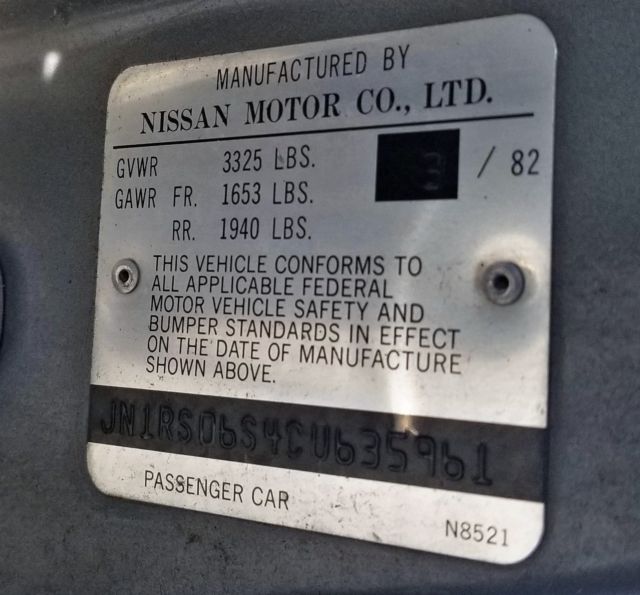 MANUFACTURED BY
NISSAN MOTOR CO., LTD.
GVWR 3325 LBS. 3 / 82
GAWR FR. 1653 LBS.
RR. 1940 LBS.
THIS VEHICLE CONFORMS TO
ALL APPLICABLE FEDERAL
MOTOR VEHICLE SAFETY AND
BUMPER STANDARDS IN EFFECT
ON THE DATE OF MANUFACTURE
SHOWN ABOVE.
JN1RS06S4CU635961
PASSENGER CAR
N8521